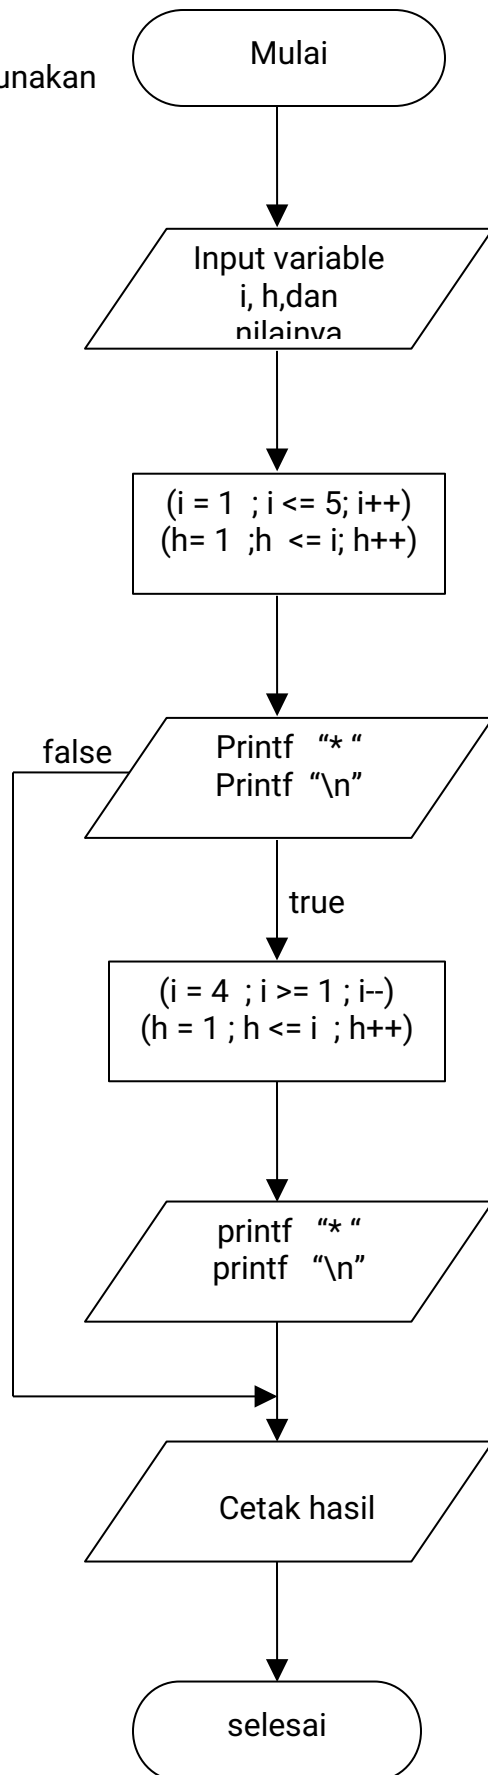 Mulai
unakan
Input variable
i, h,dan
nilainya
(i = 1  ; i <= 5; i++)
(h= 1  ;h  <= i; h++)
false
Printf   “* “
Printf  “\n”
true
(i = 4  ; i >= 1 ; i--)
(h = 1 ; h <= i  ; h++)
printf   “* “
printf   “\n”
Cetak hasil
selesai